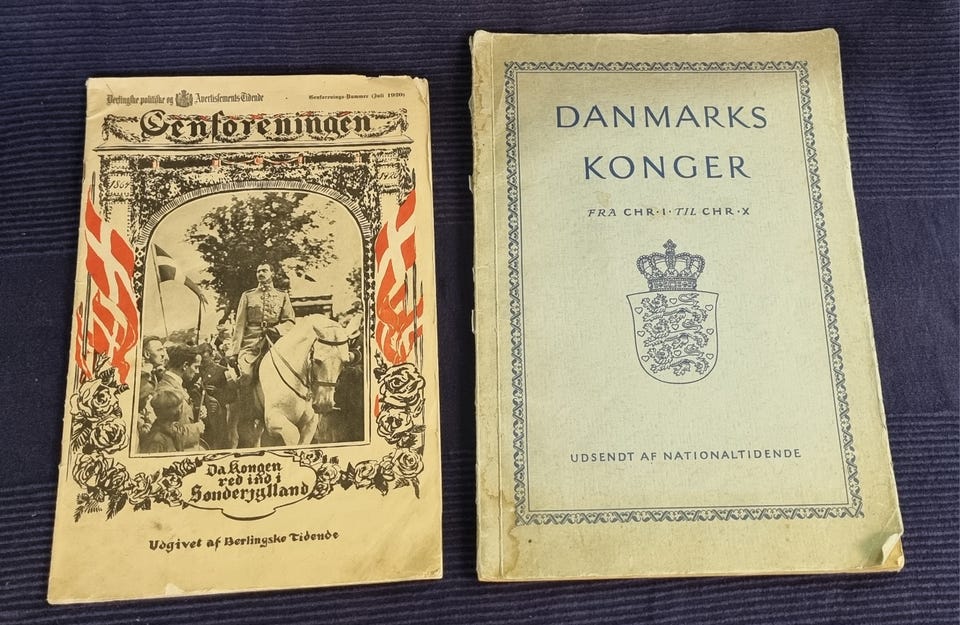 Berlingske politiske og Avertissements Tidende
Genforenings-Nummer (Juli 1920)
Genforeningen
1864
1920
Da Kongen
red ind i
Sønderjylland
Udgivet af Berlingske Tidende
DANMARKS
KONGER
FRA CHR·I·TIL CHR·X
UDSENDT AF NATIONALTIDENDE